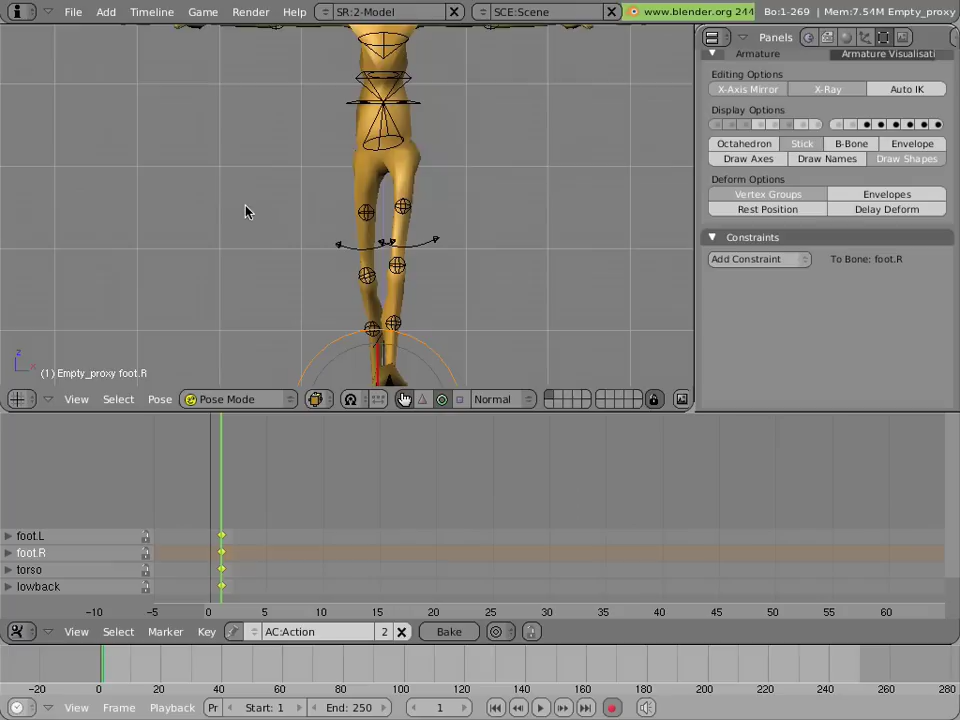 File Add Timeline Game Render Help SR:2-Model SCE:Scene www.blender.org 244 Bo:1-269 | Mem:7.54M Empty_proxy
Panels
Armature Armature Visualisati
Editing Options
X-Axis Mirror X-Ray Auto IK
Display Options
Octahedron Stick B-Bone Envelope
Draw Axes Draw Names Draw Shapes
Deform Options
Vertex Groups Envelopes
Rest Position Delay Deform
Constraints
Add Constraint To Bone: foot.R
z
x
(1) Empty_proxy foot.R
View Select Pose Pose Mode Normal
foot.L
foot.R
torso
lowback
-10 -5 0 5 10 15 20 25 30 35 40 45 50 55 60
View Select Marker Key AC:Action 2 Bake
-20 0 20 40 60 80 100 120 140 160 180 200 220 240 260 280
View Frame Playback Pr Start: 1 End: 250 1